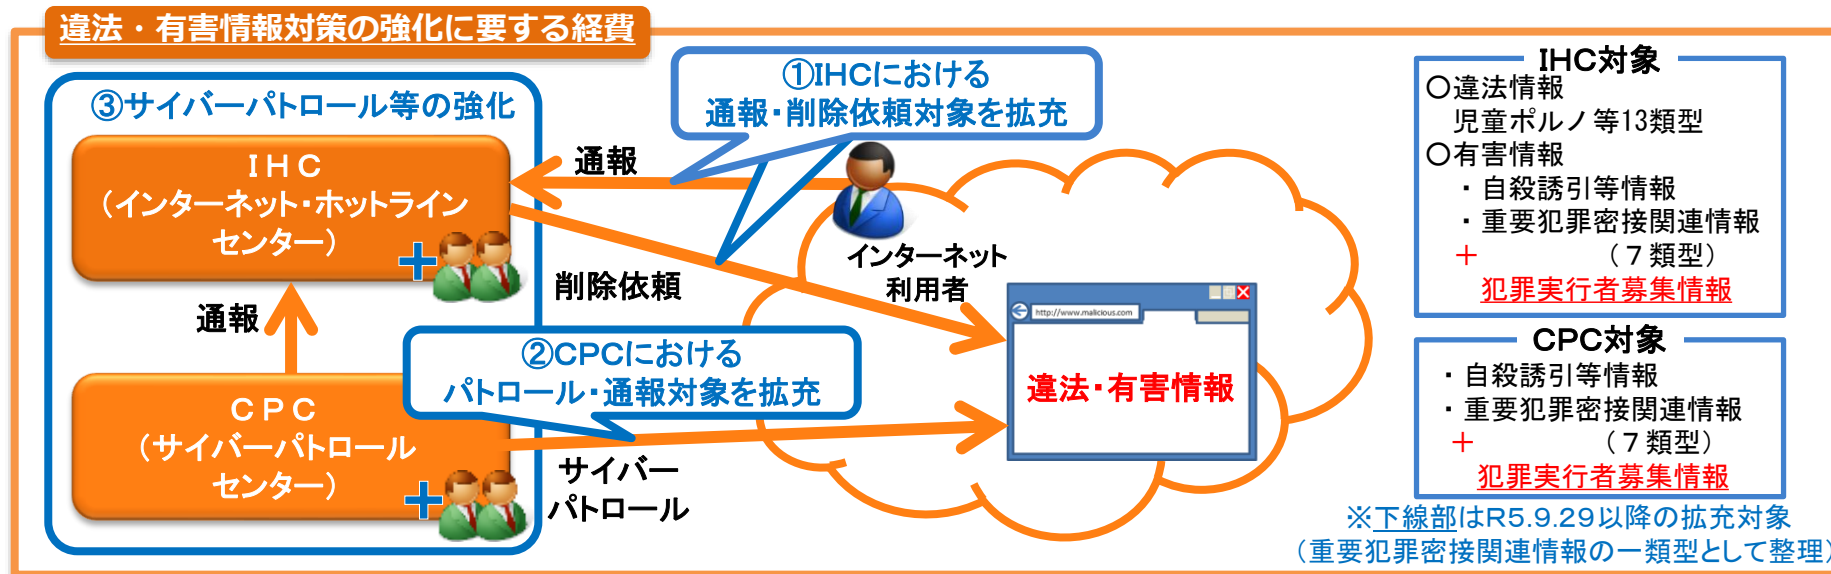 違法・有害情報対策の強化に要する経費
③サイバーパトロール等の強化
ＩＨＣ
（インターネット・ホットライン
センター）
通報
ＣＰＣ
（サイバーパトロール
センター）
①IHCにおける
通報・削除依頼対象を拡充
通報
削除依頼
インターネット
利用者
②CPCにおける
パトロール・通報対象を拡充
サイバー
パトロール
http://www.malicious.com
違法・有害情報
IHC対象
○違法情報
児童ポルノ等13類型
○有害情報
・自殺誘引等情報
・重要犯罪密接関連情報
＋　（７類型）
犯罪実行者募集情報
CPC対象
・自殺誘引等情報
・重要犯罪密接関連情報
＋　（７類型）
犯罪実行者募集情報
※下線部はR5.9.29以降の拡充対象
（重要犯罪密接関連情報の一類型として整理）